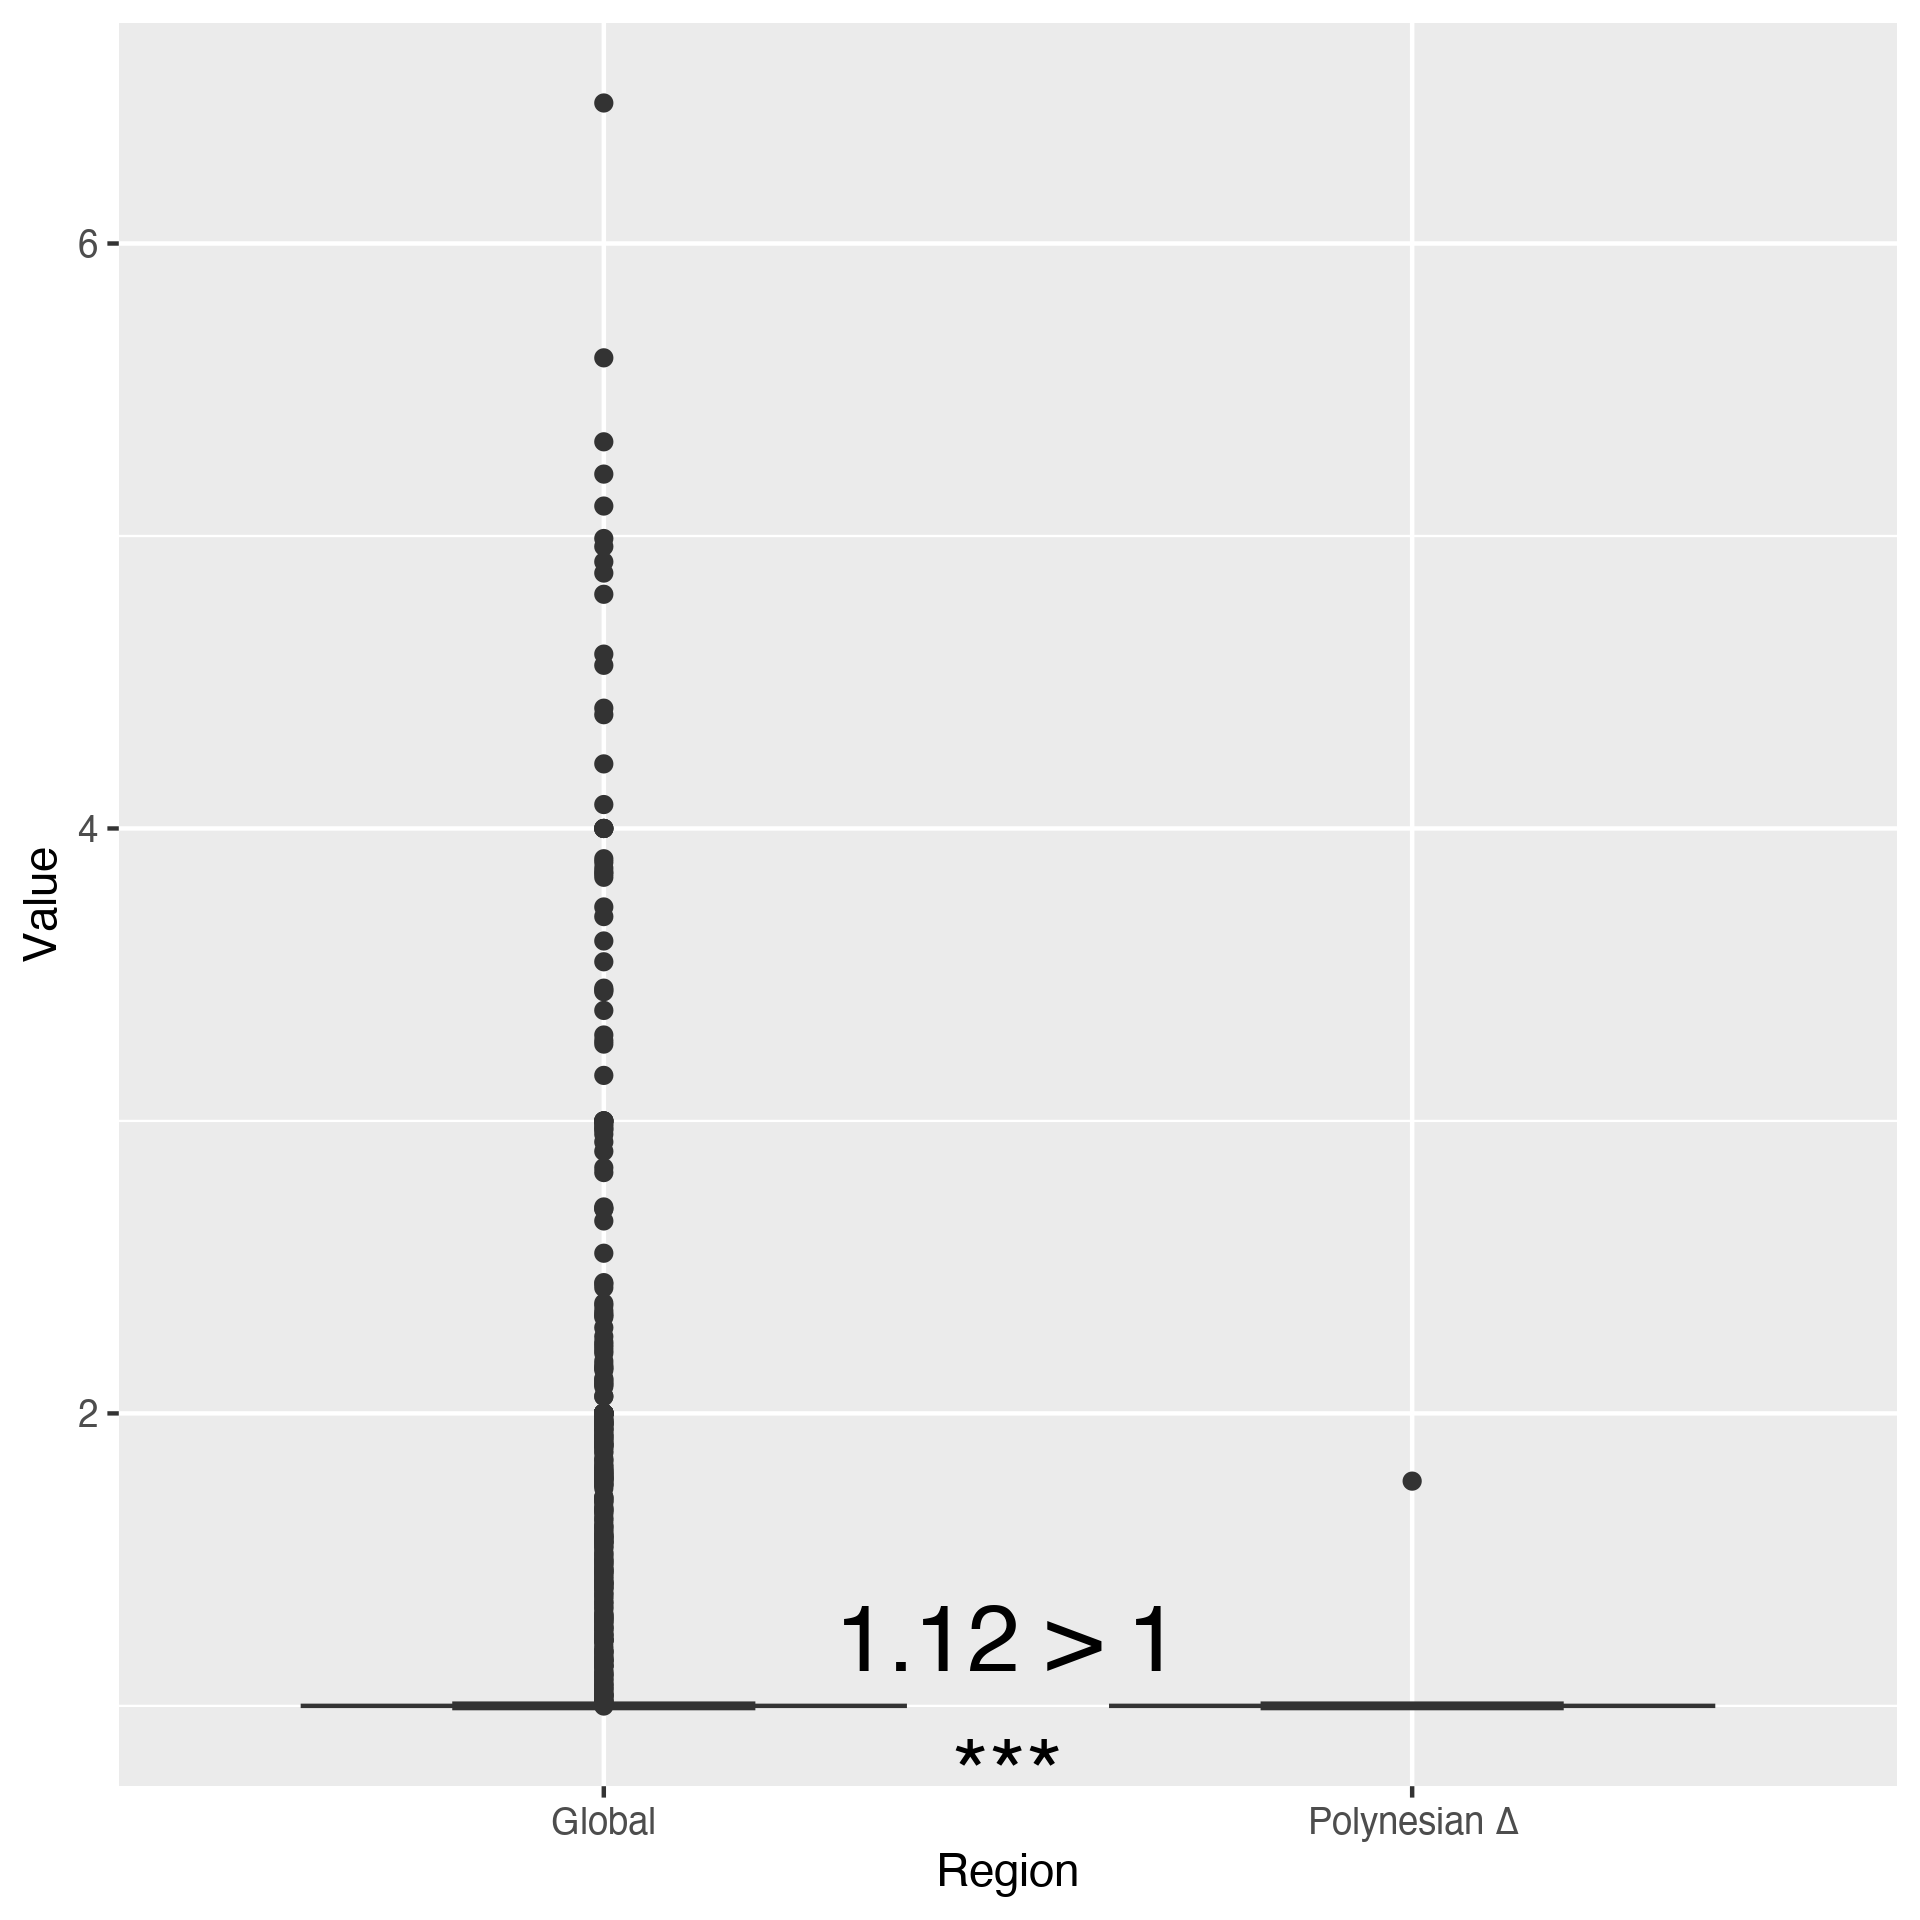 6
4
2
Value
1.12 > 1
***
Global
Polynesian Δ
Region